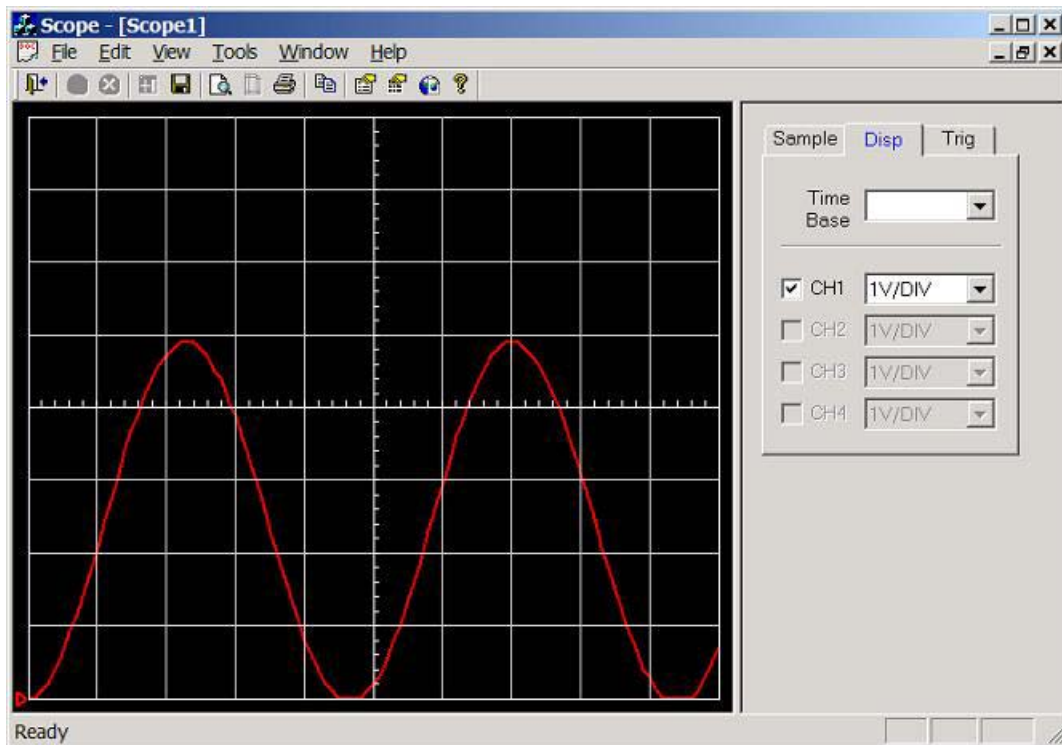 Scope - [Scope1]
File Edit View Tools Window Help
Sample Disp Trig
Time
Base
CH1 1V/DIV
CH2 1V/DIV
CH3 1V/DIV
CH4 1V/DIV
Ready